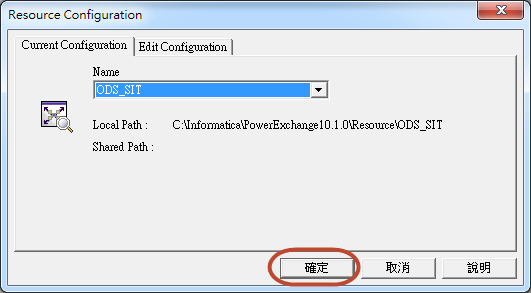 Resource Configuration
Current Configuration
Edit Configuration
Name
ODS_SIT
Local Path : C:\Informatica\PowerExchange10.1.0\Resource\ODS_SIT
Shared Path :
確定
取消
說明